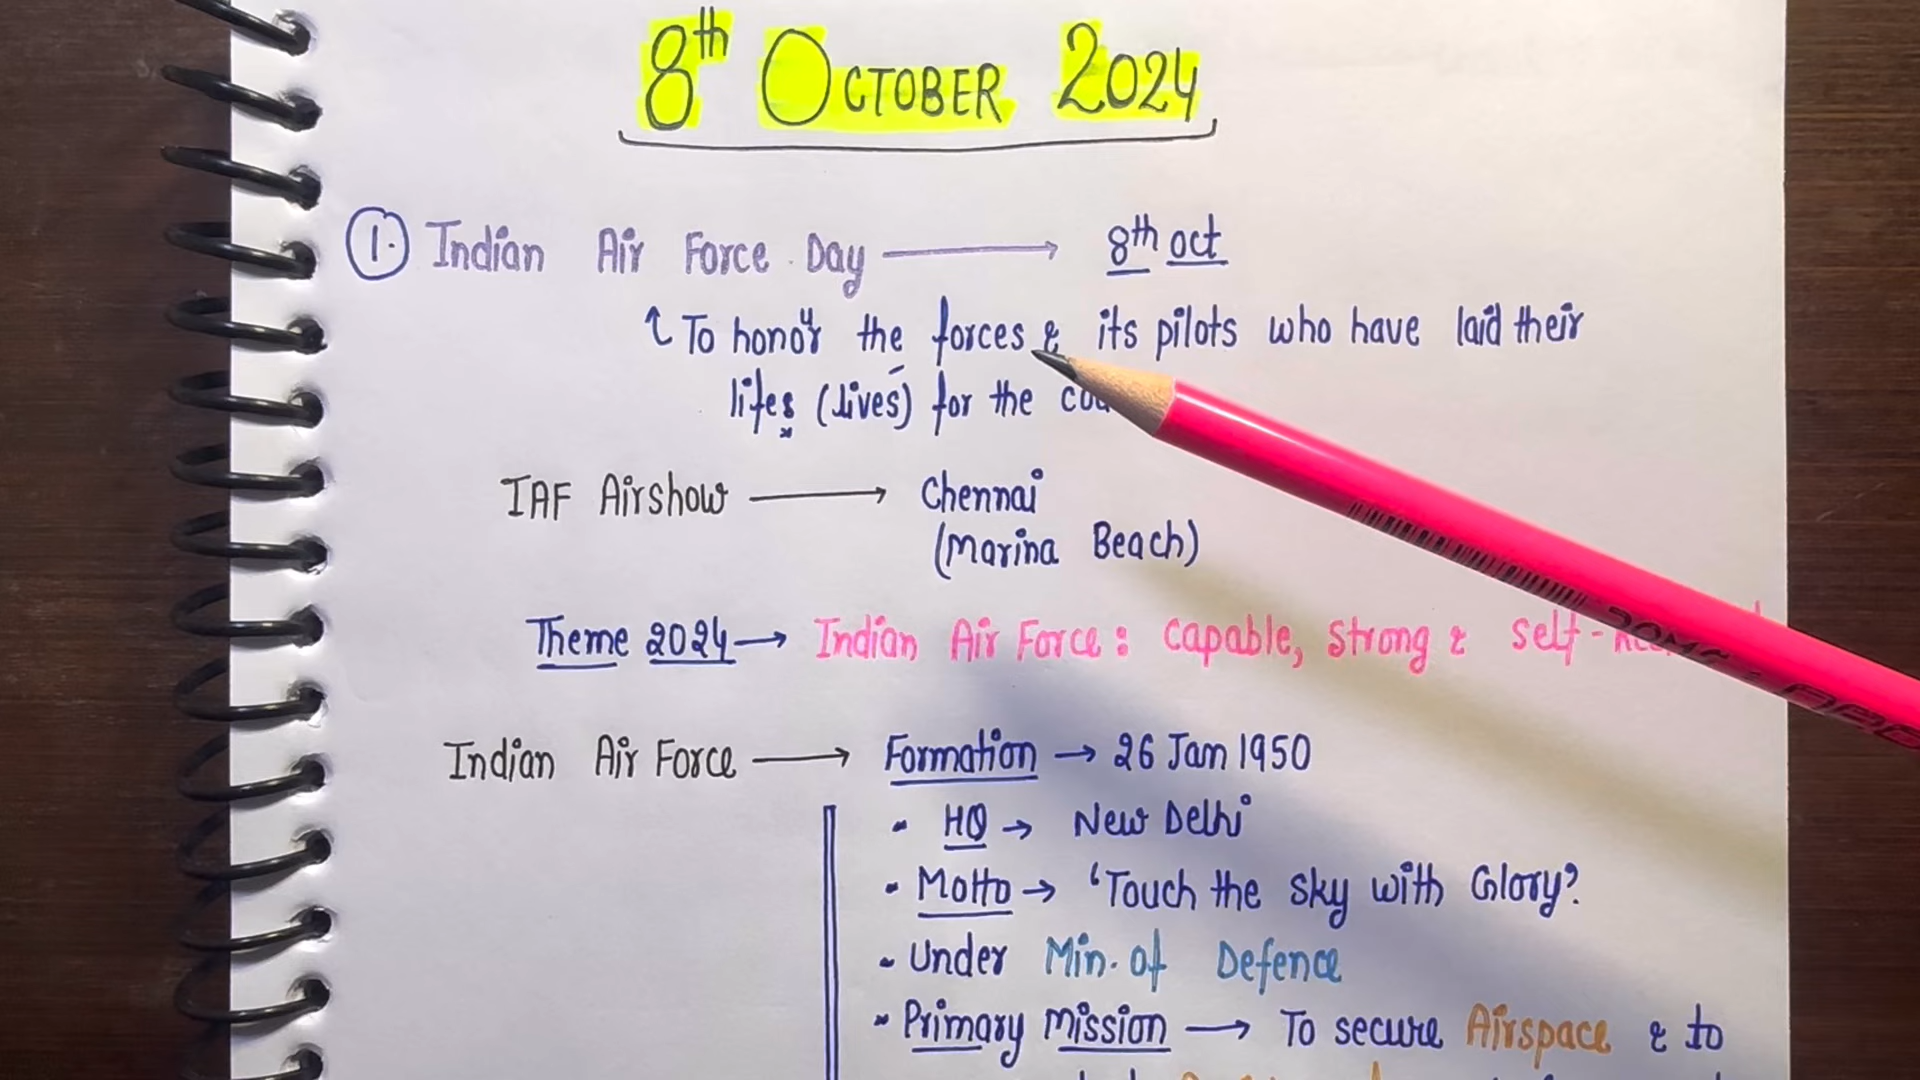 8th OCTOBER 2024
1. Indian Air Force Day → 8th oct
To honour the forces & its pilots who have laid their
lifes (lives) for the
IAF Airshow → Chennai
(Marina Beach)
Theme 2024 → Indian Air Force: Capable, Strong & Self-
Indian Air Force → Formation → 26 Jan 1950
• HQ → New Delhi
• Motto → 'Touch the sky with Glory'
• Under Min. of Defence
• Primary Mission → To secure Airspace & to